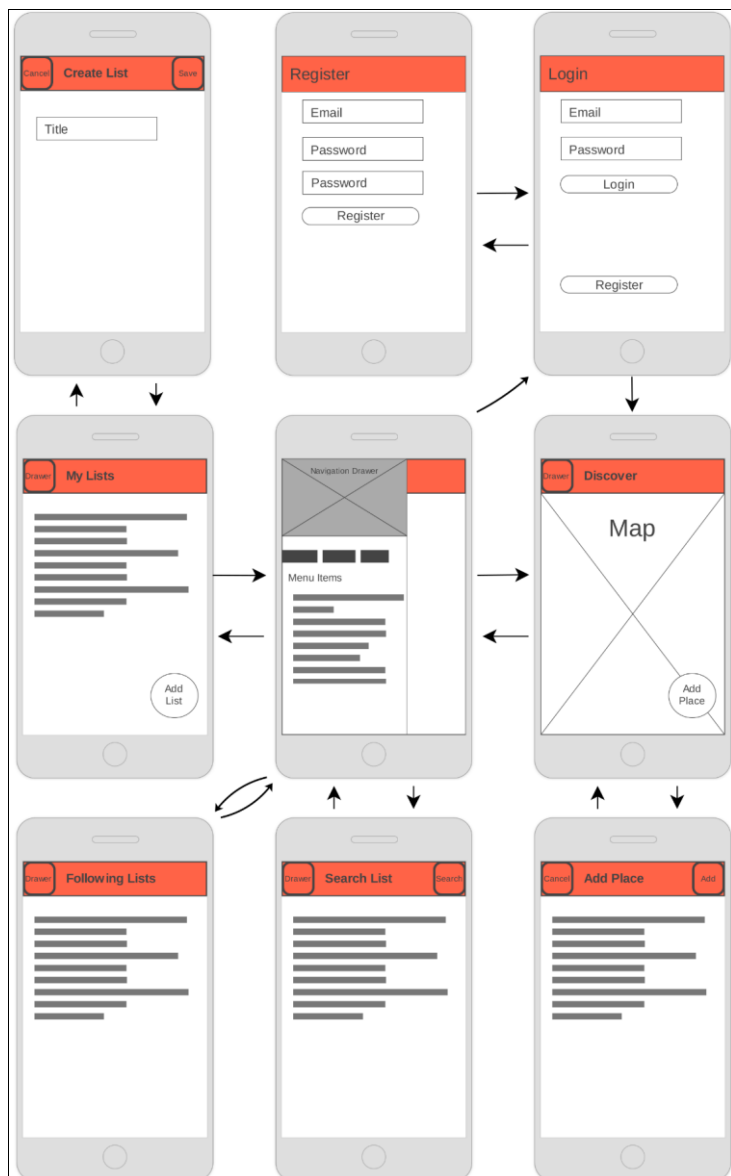 Cancel Create List Save
Title
Register
Email
Password
Password
Register
Login
Email
Password
Login
Register
Drawer My Lists
Add
List
Navigation Drawer
Menu Items
Drawer Discover
Map
Add
Place
Drawer Following Lists
Drawer Search List Search
Cancel Add Place Add